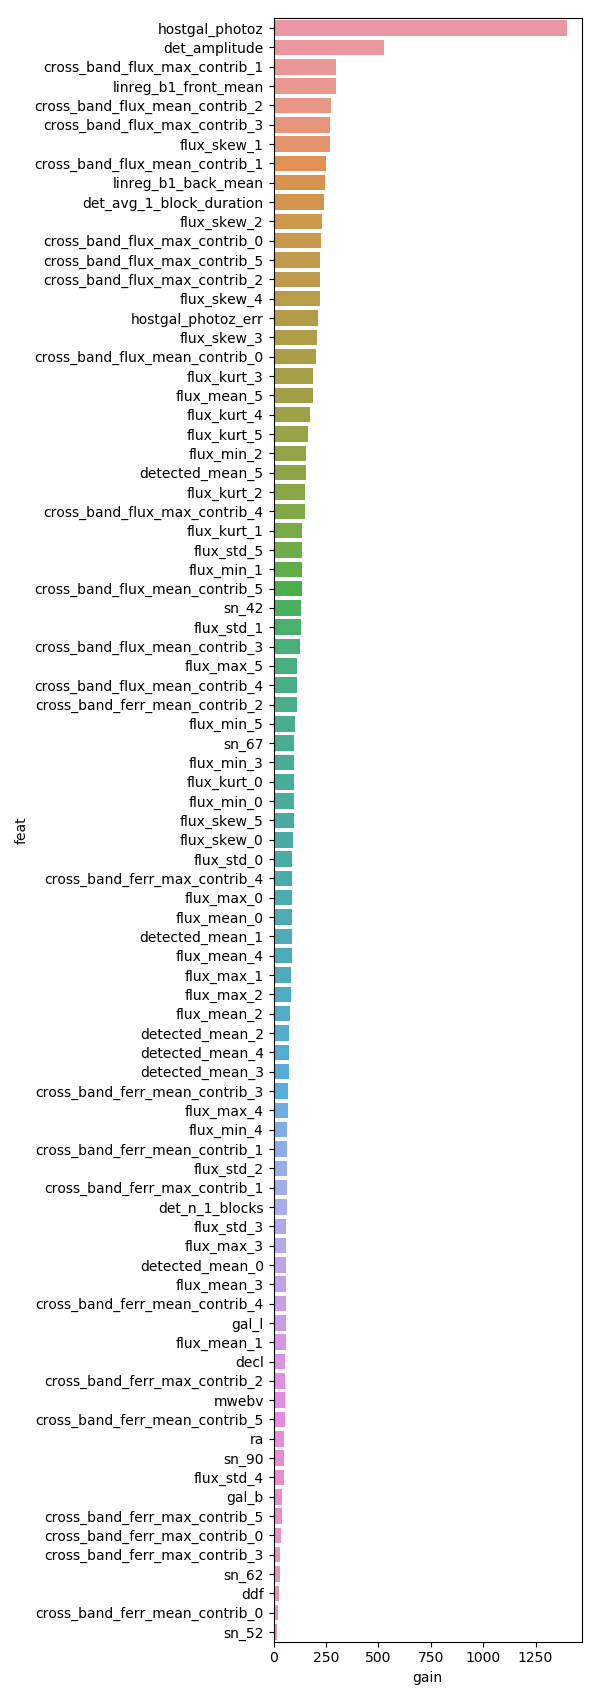 hostgal_photoz
det_amplitude
cross_band_flux_max_contrib_1
linreg_b1_front_mean
cross_band_flux_mean_contrib_2
cross_band_flux_max_contrib_3
flux_skew_1
cross_band_flux_mean_contrib_1
linreg_b1_back_mean
det_avg_1_block_duration
flux_skew_2
cross_band_flux_max_contrib_0
cross_band_flux_max_contrib_5
cross_band_flux_max_contrib_2
flux_skew_4
hostgal_photoz_err
flux_skew_3
cross_band_flux_mean_contrib_0
flux_kurt_3
flux_mean_5
flux_kurt_4
flux_kurt_5
flux_min_2
detected_mean_5
flux_kurt_2
cross_band_flux_max_contrib_4
flux_kurt_1
flux_std_5
flux_min_1
cross_band_flux_mean_contrib_5
sn_42
flux_std_1
cross_band_flux_mean_contrib_3
flux_max_5
cross_band_flux_mean_contrib_4
cross_band_ferr_mean_contrib_2
flux_min_5
sn_67
flux_min_3
flux_kurt_0
flux_min_0
flux_skew_5
flux_skew_0
flux_std_0
cross_band_ferr_max_contrib_4
flux_max_0
flux_mean_0
detected_mean_1
flux_mean_4
flux_max_1
flux_max_2
flux_mean_2
detected_mean_2
detected_mean_4
detected_mean_3
cross_band_ferr_mean_contrib_3
flux_max_4
flux_min_4
cross_band_ferr_mean_contrib_1
flux_std_2
cross_band_ferr_max_contrib_1
det_n_1_blocks
flux_std_3
flux_max_3
detected_mean_0
flux_mean_3
cross_band_ferr_mean_contrib_4
gal_l
flux_mean_1
decl
cross_band_ferr_max_contrib_2
mwebv
cross_band_ferr_mean_contrib_5
ra
sn_90
flux_std_4
gal_b
cross_band_ferr_max_contrib_5
cross_band_ferr_max_contrib_0
cross_band_ferr_max_contrib_3
sn_62
ddf
cross_band_ferr_mean_contrib_0
sn_52
feat
0 250 500 750 1000 1250
gain